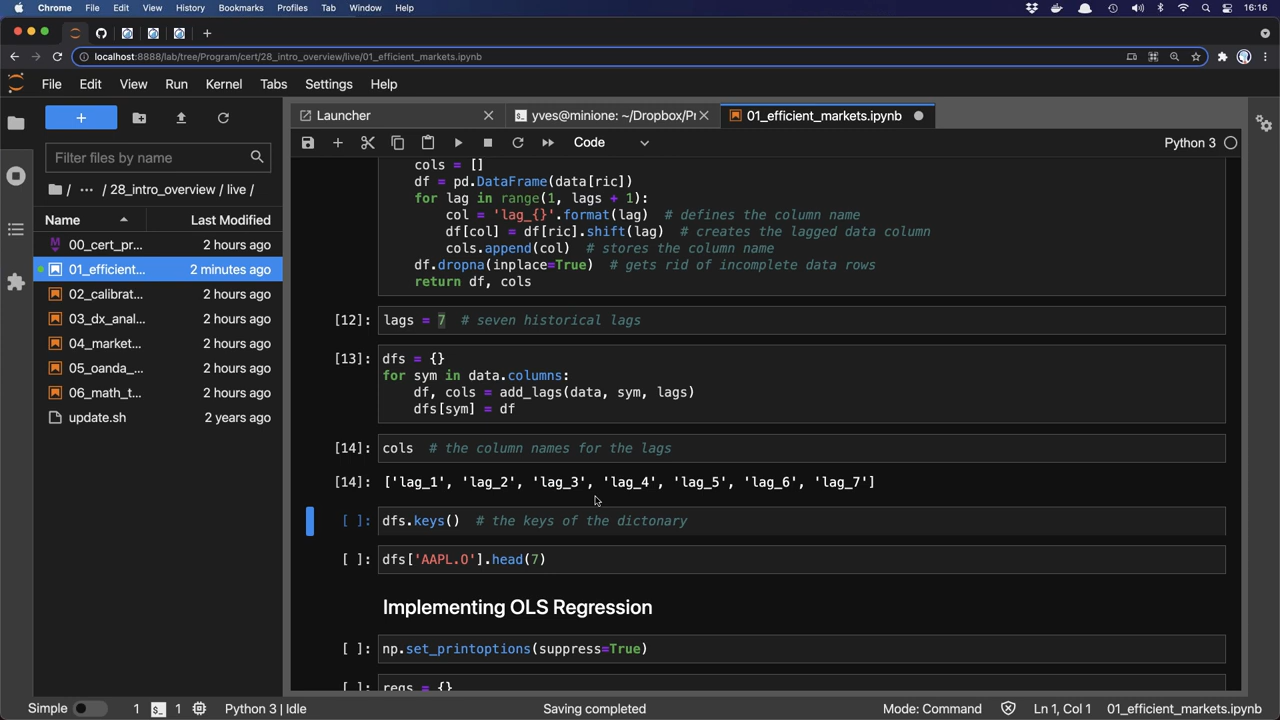 Chrome File Edit View History Bookmarks Profiles Tab Window Help 16:16
localhost:8888/lab/tree/Program/cert/28_intro_overview/live/01_efficient_markets.ipynb
File Edit View Run Kernel Tabs Settings Help
Launcher
yves@minione: ~/Dropbox/Pr
01_efficient_markets.ipynb
Code
Python 3
Filter files by name
/ ··· / 28_intro_overview / live /
Name Last Modified
00_cert_pr... 2 hours ago
01_efficient... 2 minutes ago
02_calibrat... 2 hours ago
03_dx_anal... 2 hours ago
04_market... 2 hours ago
05_oanda_... 2 hours ago
06_math_t... 2 hours ago
update.sh 2 years ago
cols = []
df = pd.DataFrame(data[ric])
for lag in range(1, lags + 1):
col = 'lag_{}'.format(lag)  # defines the column name
df[col] = df[ric].shift(lag)  # creates the lagged data column
cols.append(col)  # stores the column name
df.dropna(inplace=True)  # gets rid of incomplete data rows
return df, cols
[12]: lags = 7  # seven historical lags
[13]: dfs = {}
for sym in data.columns:
df, cols = add_lags(data, sym, lags)
dfs[sym] = df
[14]: cols  # the column names for the lags
[14]: ['lag_1', 'lag_2', 'lag_3', 'lag_4', 'lag_5', 'lag_6', 'lag_7']
[ ]: dfs.keys()  # the keys of the dictonary
[ ]: dfs['AAPL.O'].head(7)
Implementing OLS Regression
[ ]: np.set_printoptions(suppress=True)
[ ]: regs = {}
Simple 1 1 Python 3 | Idle Saving completed Mode: Command Ln 1, Col 1 01_efficient_markets.ipynb